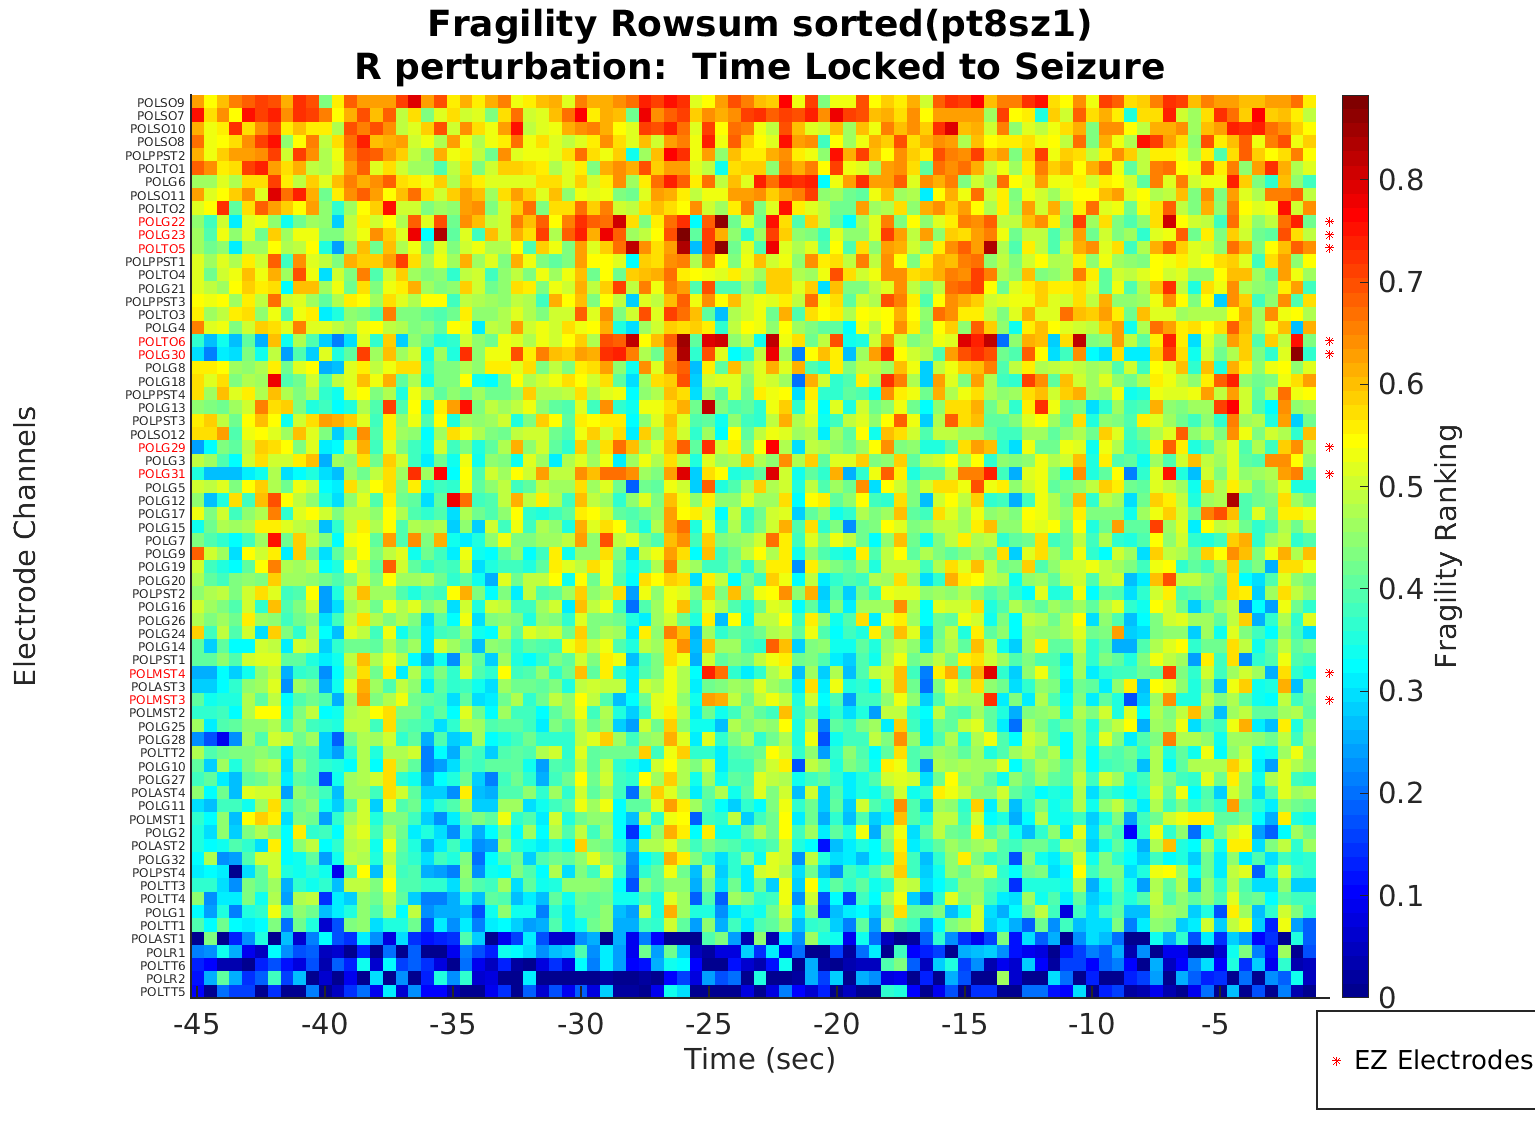 Fragility Rowsum sorted(pt8sz1)
R perturbation:  Time Locked to Seizure
POLSO9
POLSO7
POLSO10
POLSO8
POLPPST2
POLTO1
POLG6
POLSO11
POLTO2
POLG22
POLG23
POLTO5
POLPPST1
POLTO4
POLG21
POLPPST3
POLTO3
POLG4
POLTO6
POLG30
POLG8
POLG18
POLPPST4
POLG13
POLPST3
POLSO12
POLG29
POLG3
POLG31
POLG5
POLG12
POLG17
POLG15
POLG7
POLG9
POLG19
POLG20
POLPST2
POLG16
POLG26
POLG24
POLG14
POLPST1
POLMST4
POLAST3
POLMST3
POLMST2
POLG25
POLG28
POLTT2
POLG10
POLG27
POLAST4
POLG11
POLMST1
POLG2
POLAST2
POLG32
POLPST4
POLTT3
POLTT4
POLG1
POLTT1
POLAST1
POLR1
POLTT6
POLR2
POLTT5
Electrode Channels
-45 -40 -35 -30 -25 -20 -15 -10 -5
Time (sec)
0.8
0.7
0.6
0.5
0.4
0.3
0.2
0.1
0
Fragility Ranking
EZ Electrodes